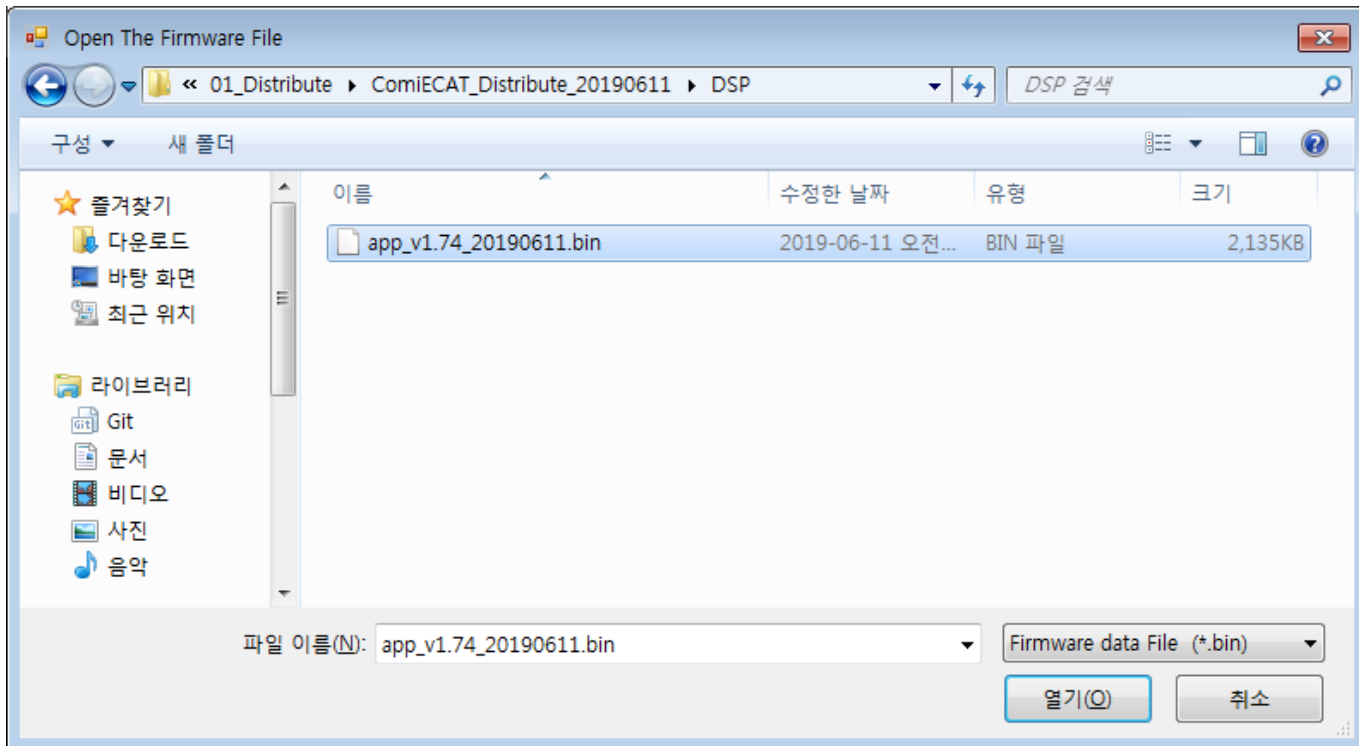 Open The Firmware File
« 01_Distribute ▸ ComiECAT_Distribute_20190611 ▸ DSP
DSP 검색
구성 새 폴더
즐겨찾기
다운로드
바탕 화면
최근 위치
라이브러리
Git
문서
비디오
사진
음악
이름 수정한 날짜 유형 크기
app_v1.74_20190611.bin 2019-06-11 오전... BIN 파일 2,135KB
파일 이름(N): app_v1.74_20190611.bin Firmware data File (*.bin)
열기(O) 취소